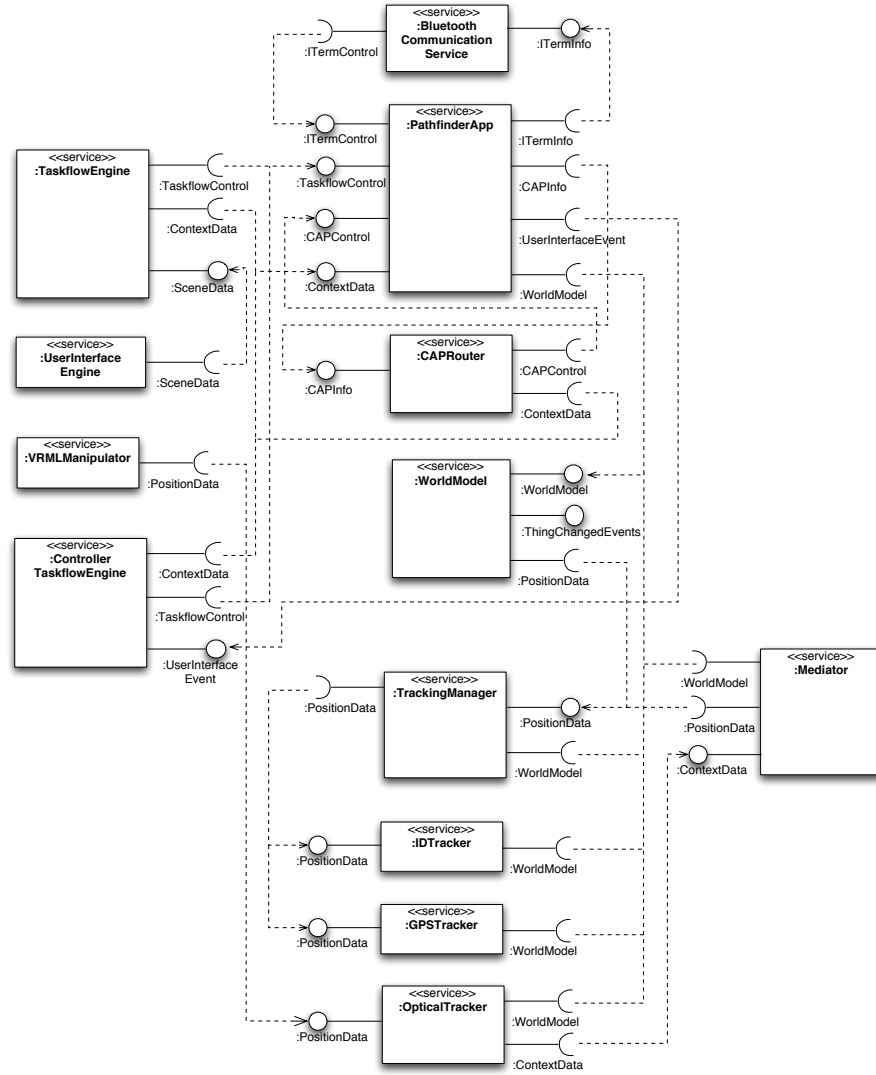 <<service>>
:Bluetooth
Communication
Service
:ITermControl
:ITermInfo
<<service>>
:PathfinderApp
:ITermControl
:TaskflowControl
:CAPControl
:ContextData
:ITermInfo
:CAPInfo
:UserInterfaceEvent
:WorldModel
<<service>>
:TaskflowEngine
:TaskflowControl
:ContextData
:SceneData
<<service>>
:UserInterface
Engine
:SceneData
<<service>>
:CAPRouter
:CAPInfo
:CAPControl
:ContextData
<<service>>
:VRMLManipulator
:PositionData
<<service>>
:WorldModel
:WorldModel
:ThingChangedEvents
:PositionData
<<service>>
:Controller
TaskflowEngine
:ContextData
:TaskflowControl
:UserInterface
Event
<<service>>
:TrackingManager
:PositionData
:PositionData
:WorldModel
<<service>>
:Mediator
:WorldModel
:PositionData
:ContextData
<<service>>
:IDTracker
:PositionData
:WorldModel
<<service>>
:GPSTracker
:PositionData
:WorldModel
<<service>>
:OpticalTracker
:PositionData
:WorldModel
:ContextData